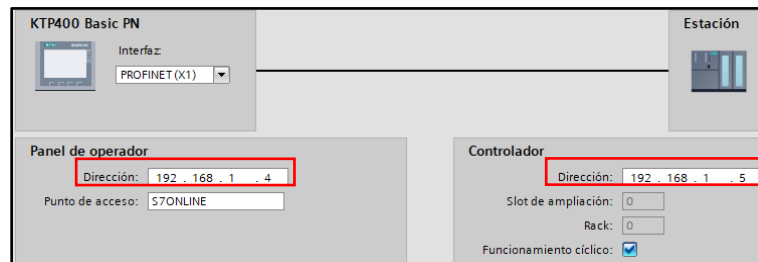 KTP400 Basic PN
Interfaz:
PROFINET (X1)
Estación
Panel de operador
Dirección: 192 . 168 . 1 . 4
Punto de acceso: S7ONLINE
Controlador
Dirección: 192 . 168 . 1 . 5
Slot de ampliación: 0
Rack: 0
Funcionamiento cíclico: